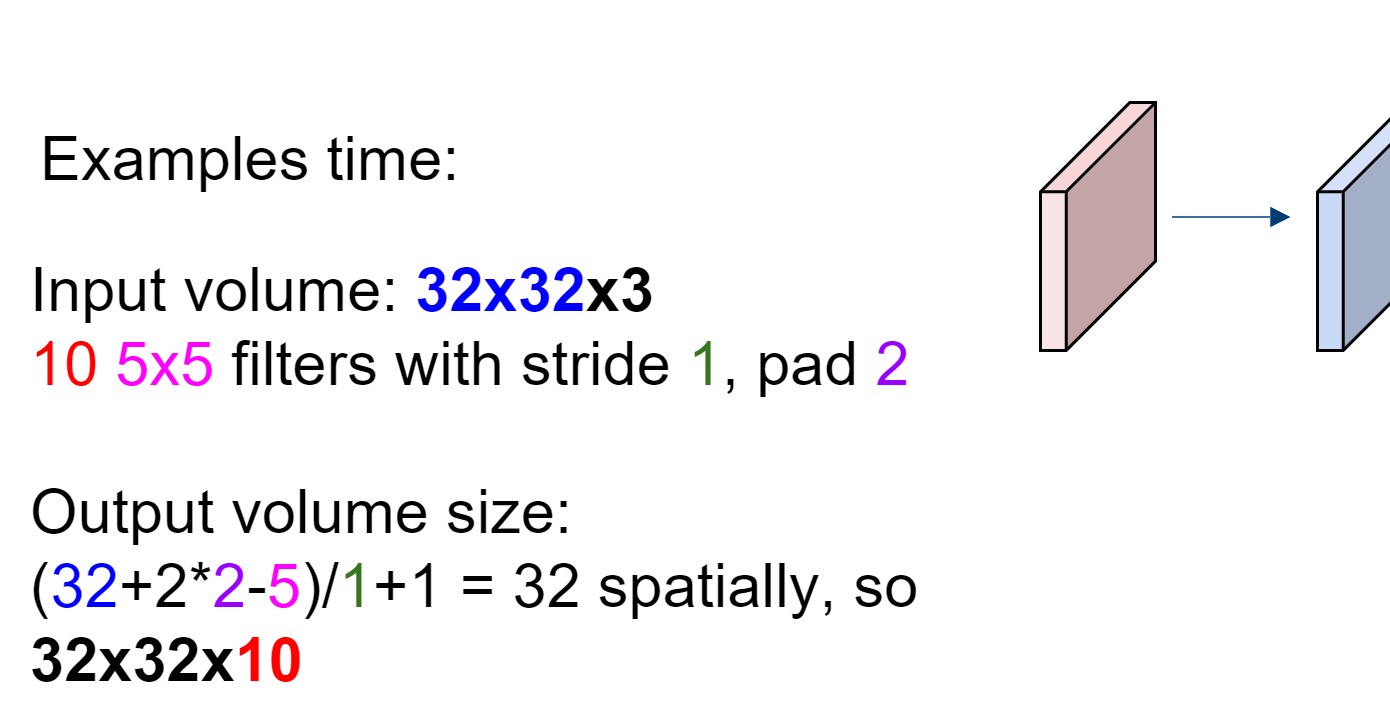 Examples time:
Input volume: 32x32x3
10 5x5 filters with stride 1, pad 2
Output volume size:
(32+2*2-5)/1+1 = 32 spatially, so
32x32x10